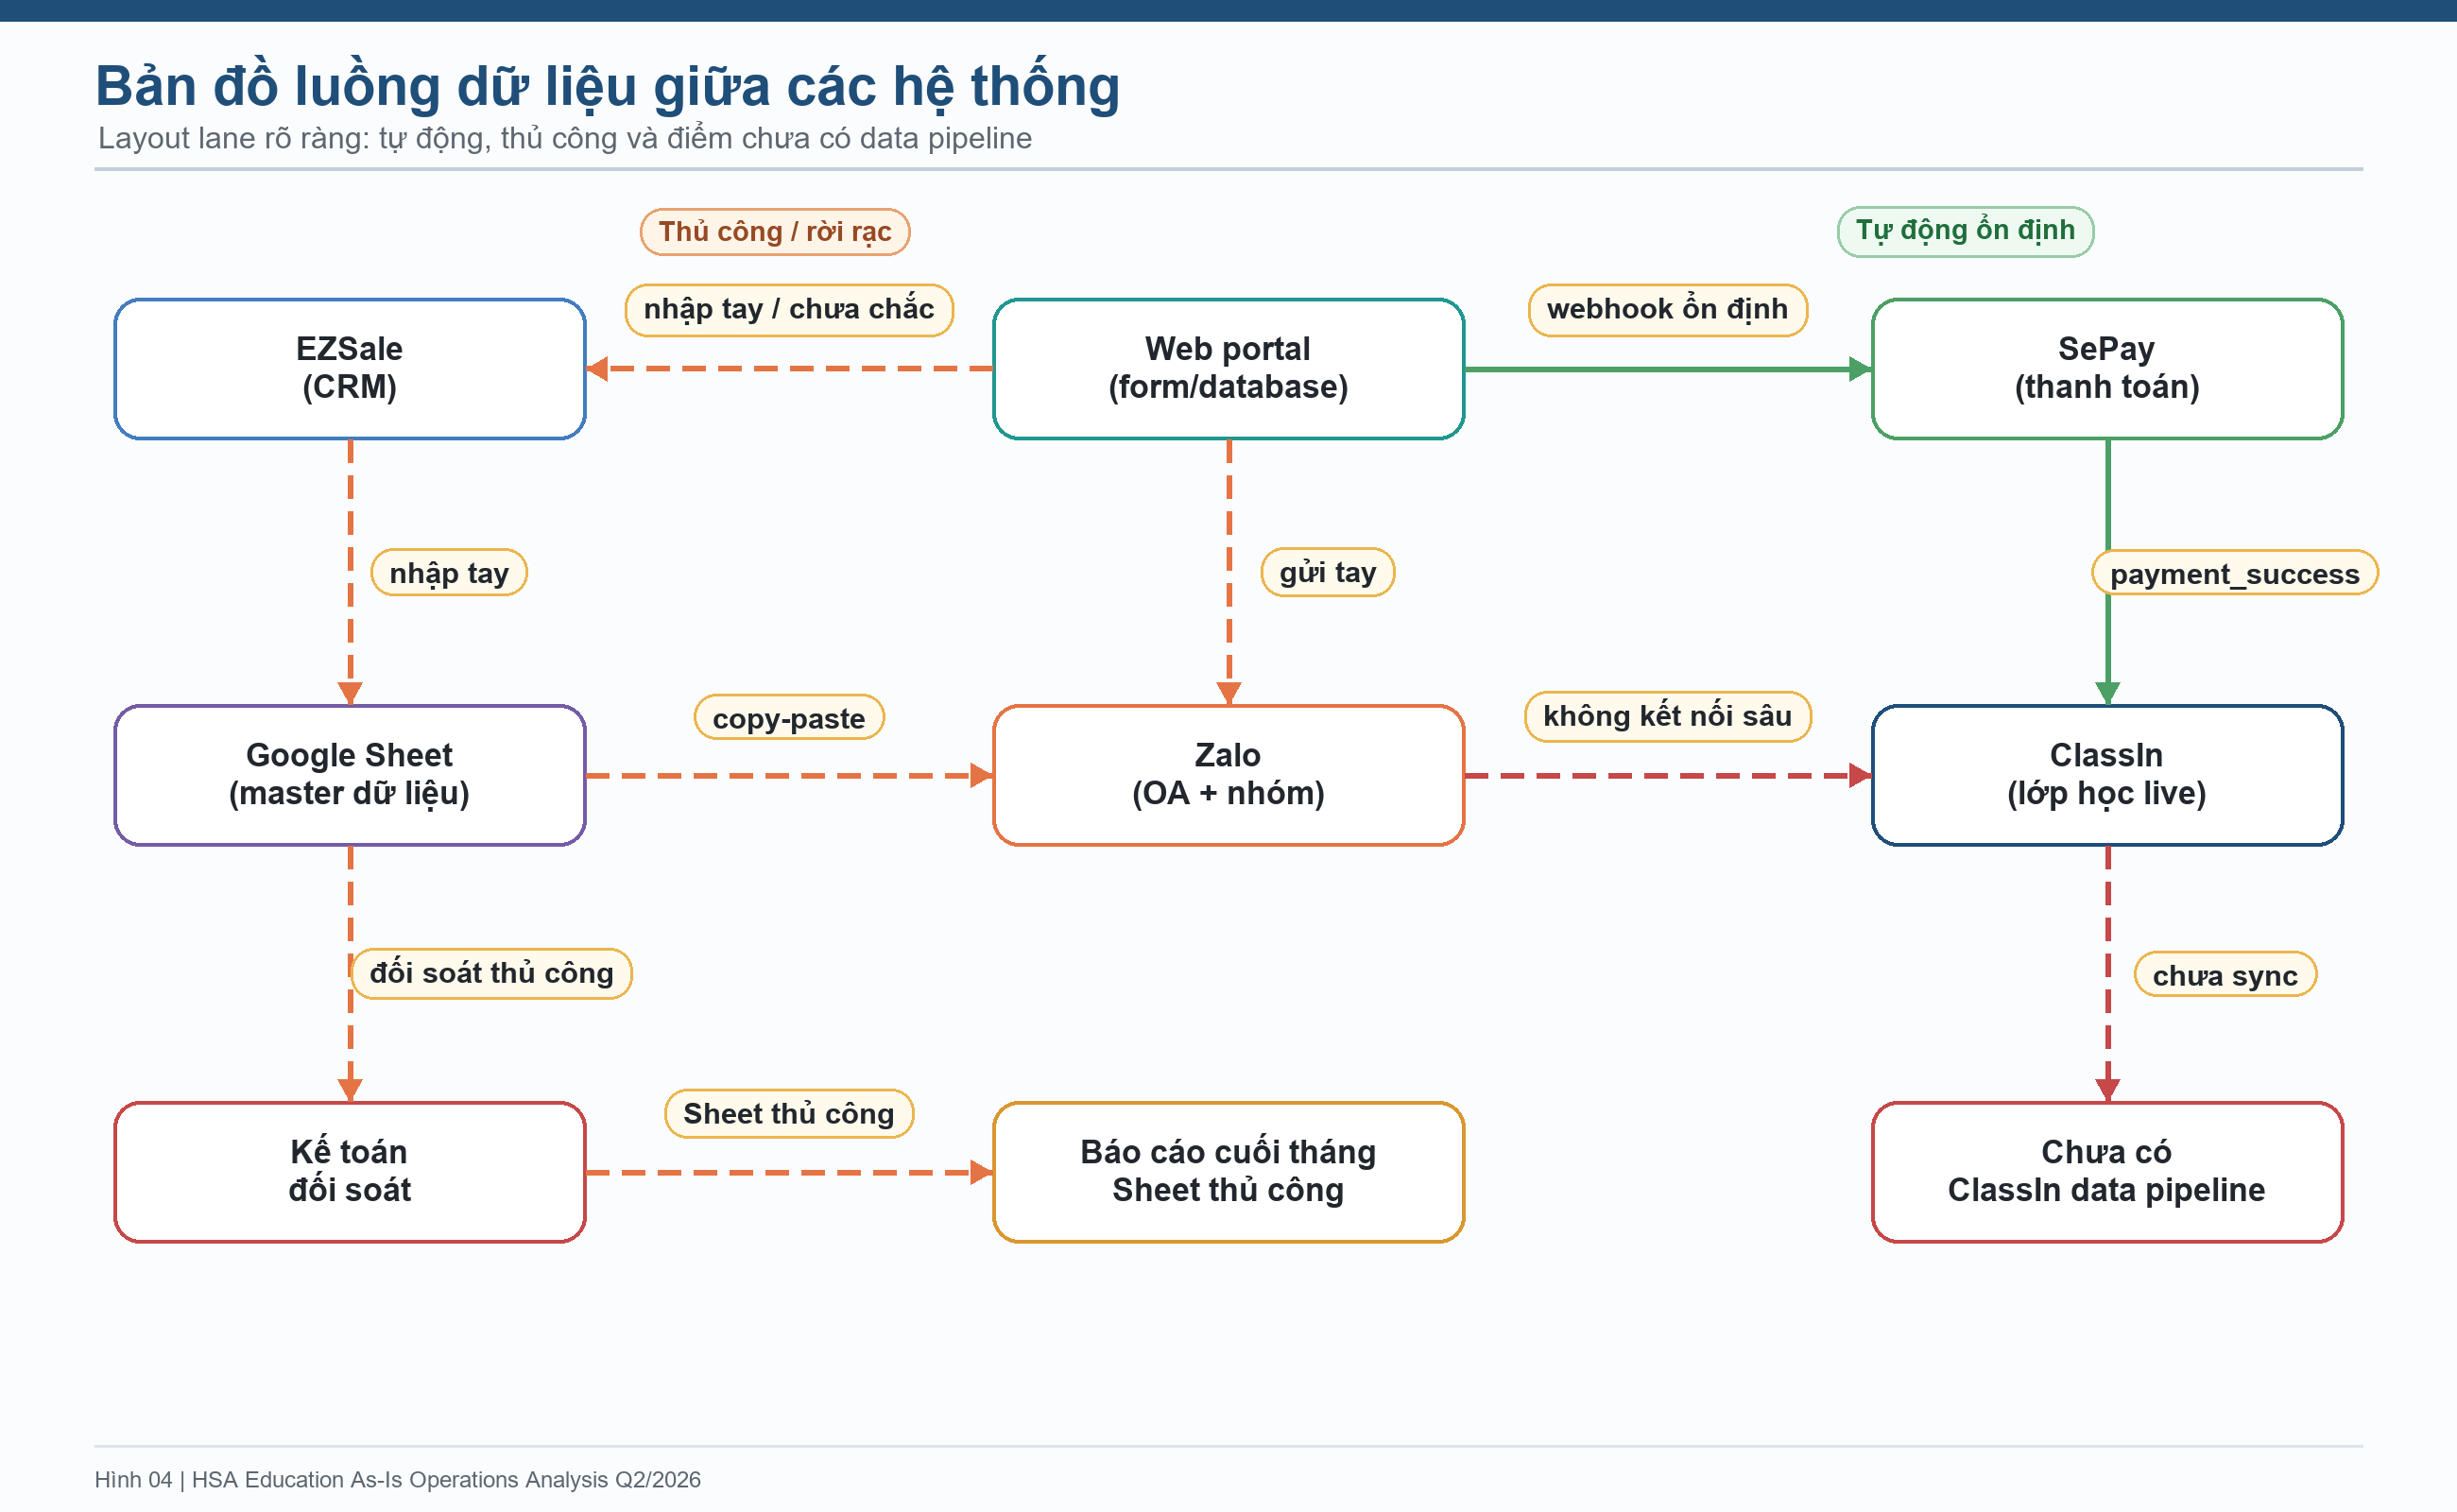 Bản đồ luồng dữ liệu giữa các hệ thống
Layout lane rõ ràng: tự động, thủ công và điểm chưa có data pipeline
Thủ công / rời rạc
Tự động ổn định
nhập tay / chưa chắc
webhook ổn định
EZSale
(CRM)
Web portal
(form/database)
SePay
(thanh toán)
nhập tay
gửi tay
payment_success
copy-paste
không kết nối sâu
Google Sheet
(master dữ liệu)
Zalo
(OA + nhóm)
ClassIn
(lớp học live)
đối soát thủ công
chưa sync
Sheet thủ công
Kế toán
đối soát
Báo cáo cuối tháng
Sheet thủ công
Chưa có
ClassIn data pipeline
Hình 04 | HSA Education As-Is Operations Analysis Q2/2026